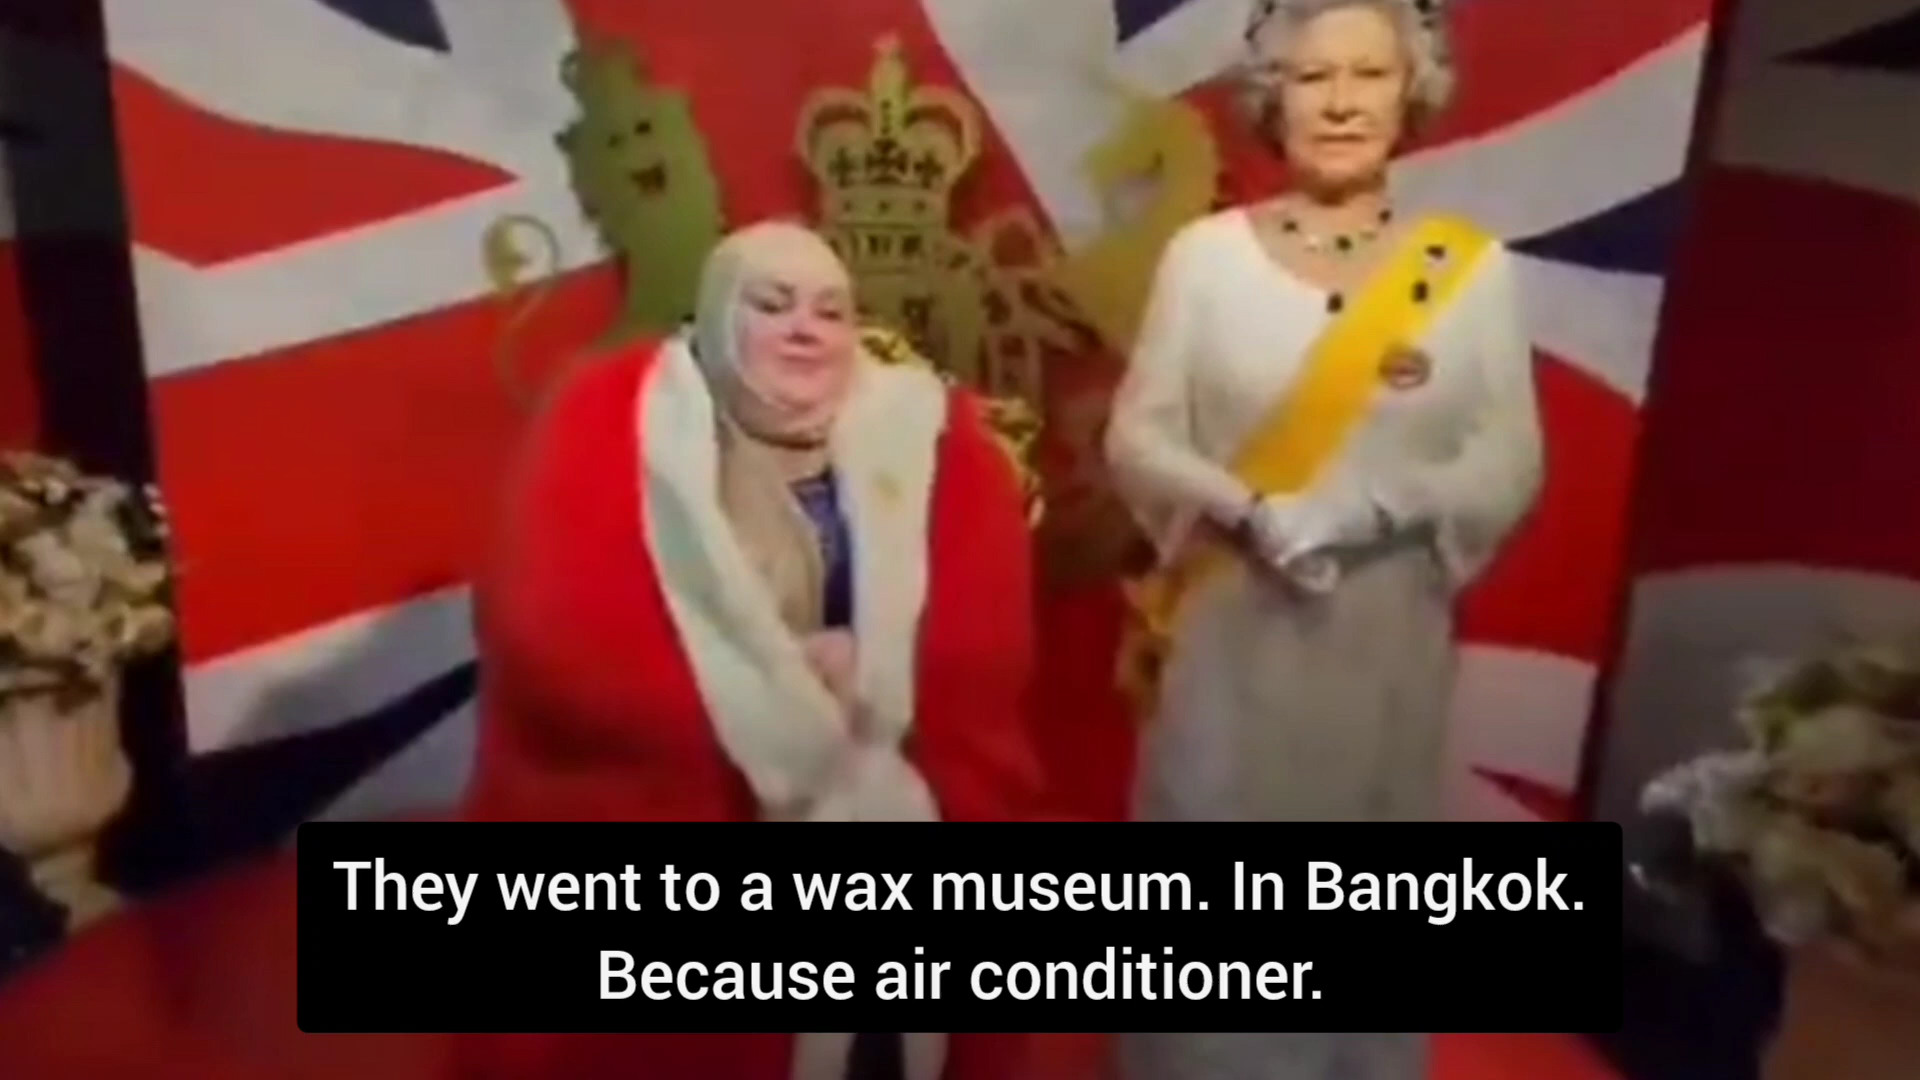 They went to a wax museum. In Bangkok.
Because air conditioner.